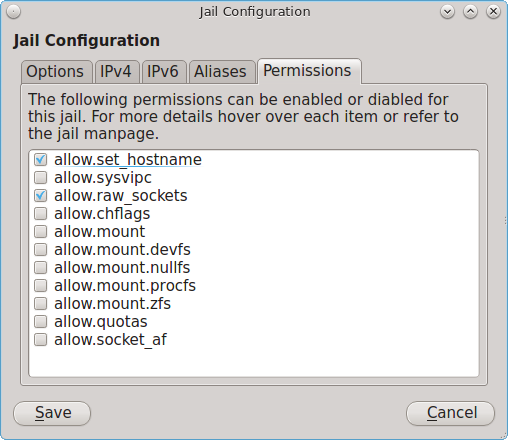 Jail Configuration
Jail Configuration
Options IPv4 IPv6 Aliases Permissions
The following permissions can be enabled or diabled for
this jail. For more details hover over each item or refer to
the jail manpage.
allow.set_hostname
allow.sysvipc
allow.raw_sockets
allow.chflags
allow.mount
allow.mount.devfs
allow.mount.nullfs
allow.mount.procfs
allow.mount.zfs
allow.quotas
allow.socket_af
Save Cancel